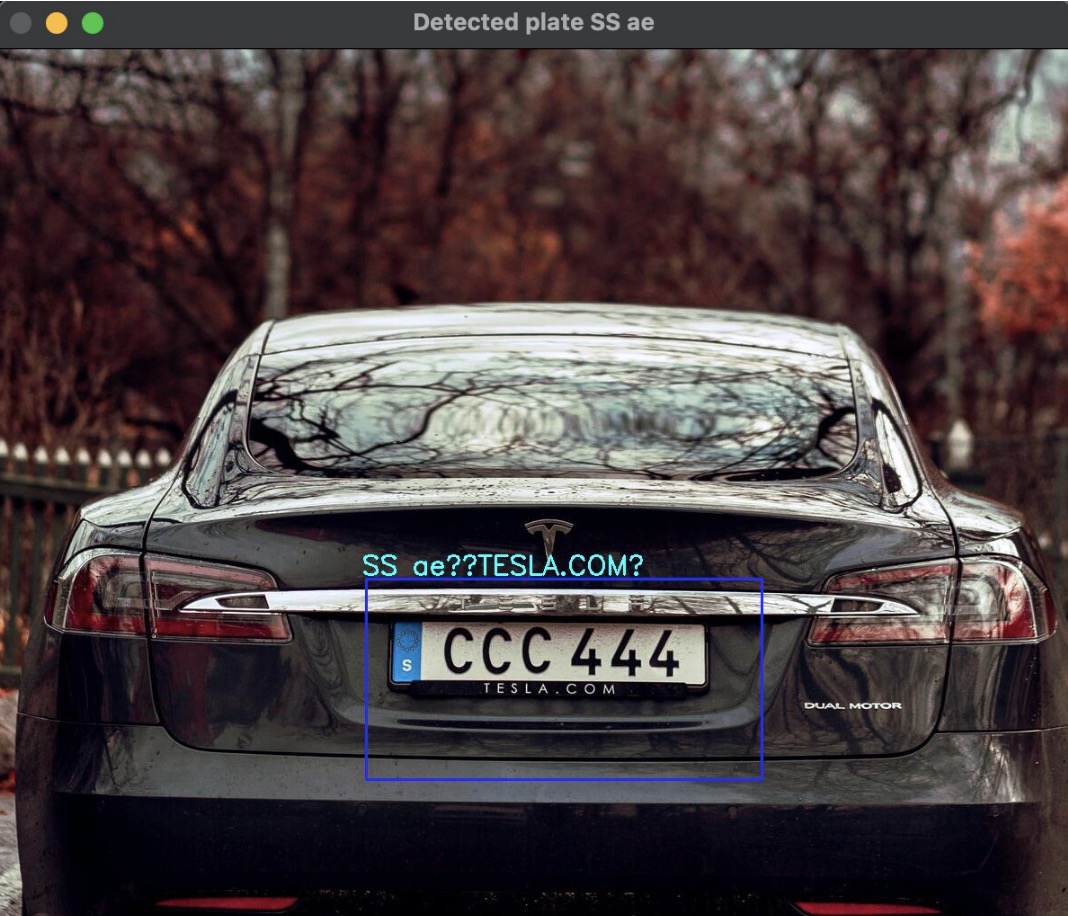 Detected plate SS ae
SS ae??TESLA.COM?
S
CCC 444
TESLA.COM
DUAL MOTOR